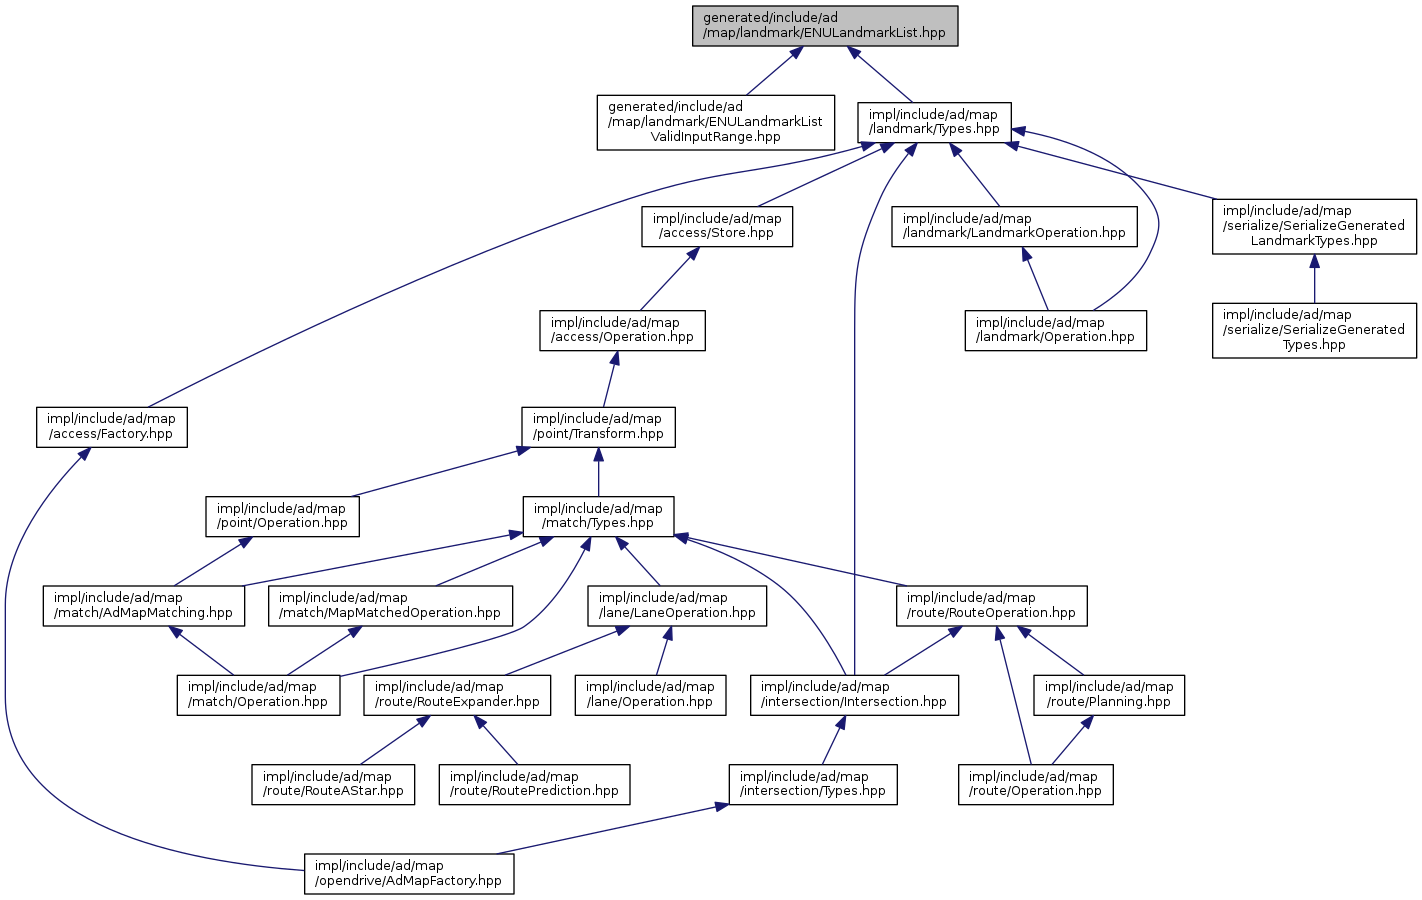 generated/include/ad
/map/landmark/ENULandmarkList.hpp
generated/include/ad
/map/landmark/ENULandmarkList
ValidInputRange.hpp
impl/include/ad/map
/landmark/Types.hpp
impl/include/ad/map
/access/Store.hpp
impl/include/ad/map
/landmark/LandmarkOperation.hpp
impl/include/ad/map
/serialize/SerializeGenerated
LandmarkTypes.hpp
impl/include/ad/map
/access/Operation.hpp
impl/include/ad/map
/landmark/Operation.hpp
impl/include/ad/map
/serialize/SerializeGenerated
Types.hpp
impl/include/ad/map
/access/Factory.hpp
impl/include/ad/map
/point/Transform.hpp
impl/include/ad/map
/point/Operation.hpp
impl/include/ad/map
/match/Types.hpp
impl/include/ad/map
/match/AdMapMatching.hpp
impl/include/ad/map
/match/MapMatchedOperation.hpp
impl/include/ad/map
/lane/LaneOperation.hpp
impl/include/ad/map
/route/RouteOperation.hpp
impl/include/ad/map
/match/Operation.hpp
impl/include/ad/map
/route/RouteExpander.hpp
impl/include/ad/map
/lane/Operation.hpp
impl/include/ad/map
/intersection/Intersection.hpp
impl/include/ad/map
/route/Planning.hpp
impl/include/ad/map
/route/RouteAStar.hpp
impl/include/ad/map
/route/RoutePrediction.hpp
impl/include/ad/map
/intersection/Types.hpp
impl/include/ad/map
/route/Operation.hpp
impl/include/ad/map
/opendrive/AdMapFactory.hpp